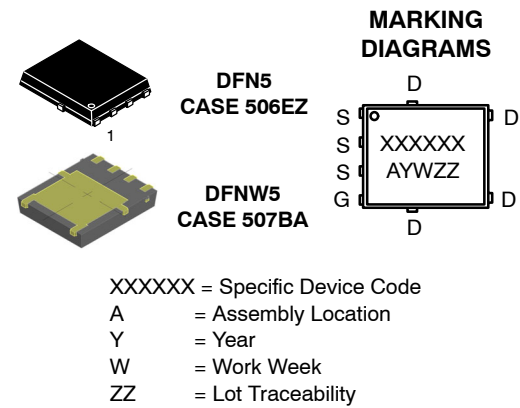 DFN5
CASE 506EZ
1
DFNW5
CASE 507BA
MARKING
DIAGRAMS
D
S
D
S
S
G
D
D
XXXXXX
AYWZZ
XXXXXX = Specific Device Code
A = Assembly Location
Y = Year
W = Work Week
ZZ = Lot Traceability